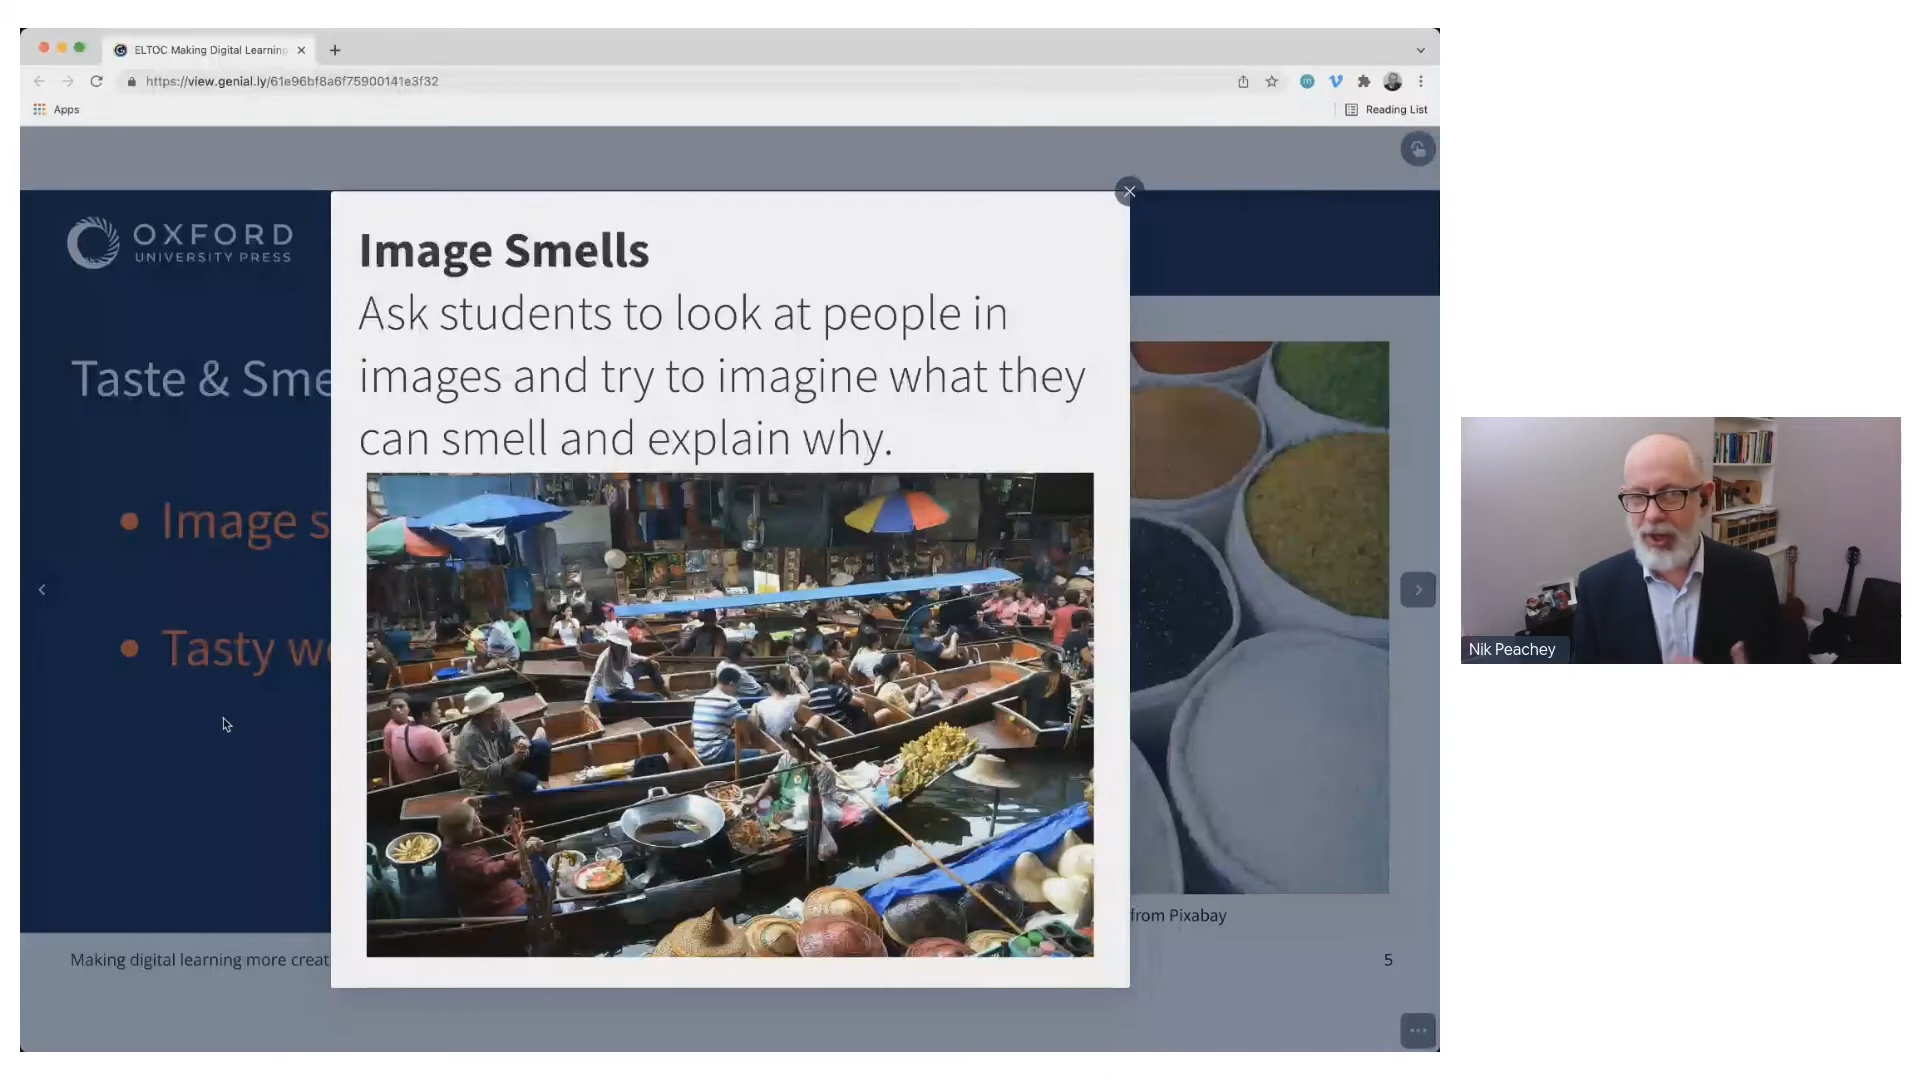 ELTOC Making Digital Learning
https://view.genial.ly/61e96bf8a6f75900141e3f32
Apps
Reading List
OXFORD
UNIVERSITY PRESS
Taste & Sme
• Image s
• Tasty wo
Image Smells
Ask students to look at people in
images and try to imagine what they
can smell and explain why.
from Pixabay
Making digital learning more creat
5
Nik Peachey